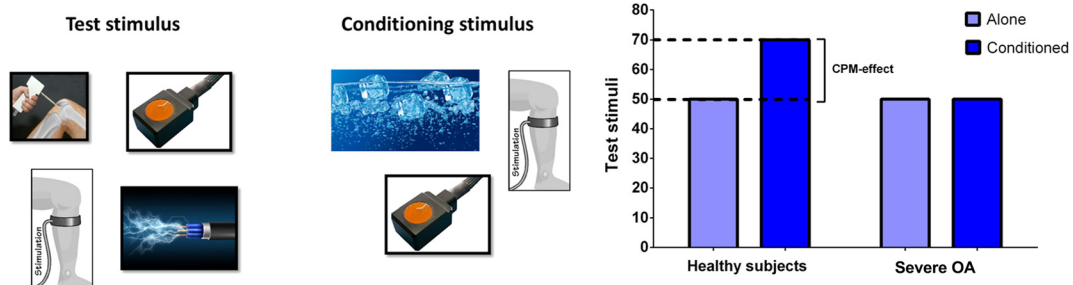 Test stimulus
Stimulation
Conditioning stimulus
Stimulation
Test stimuli
80
70
60
50
40
30
20
10
0
Alone
Conditioned
CPM-effect
Healthy subjects
Severe OA